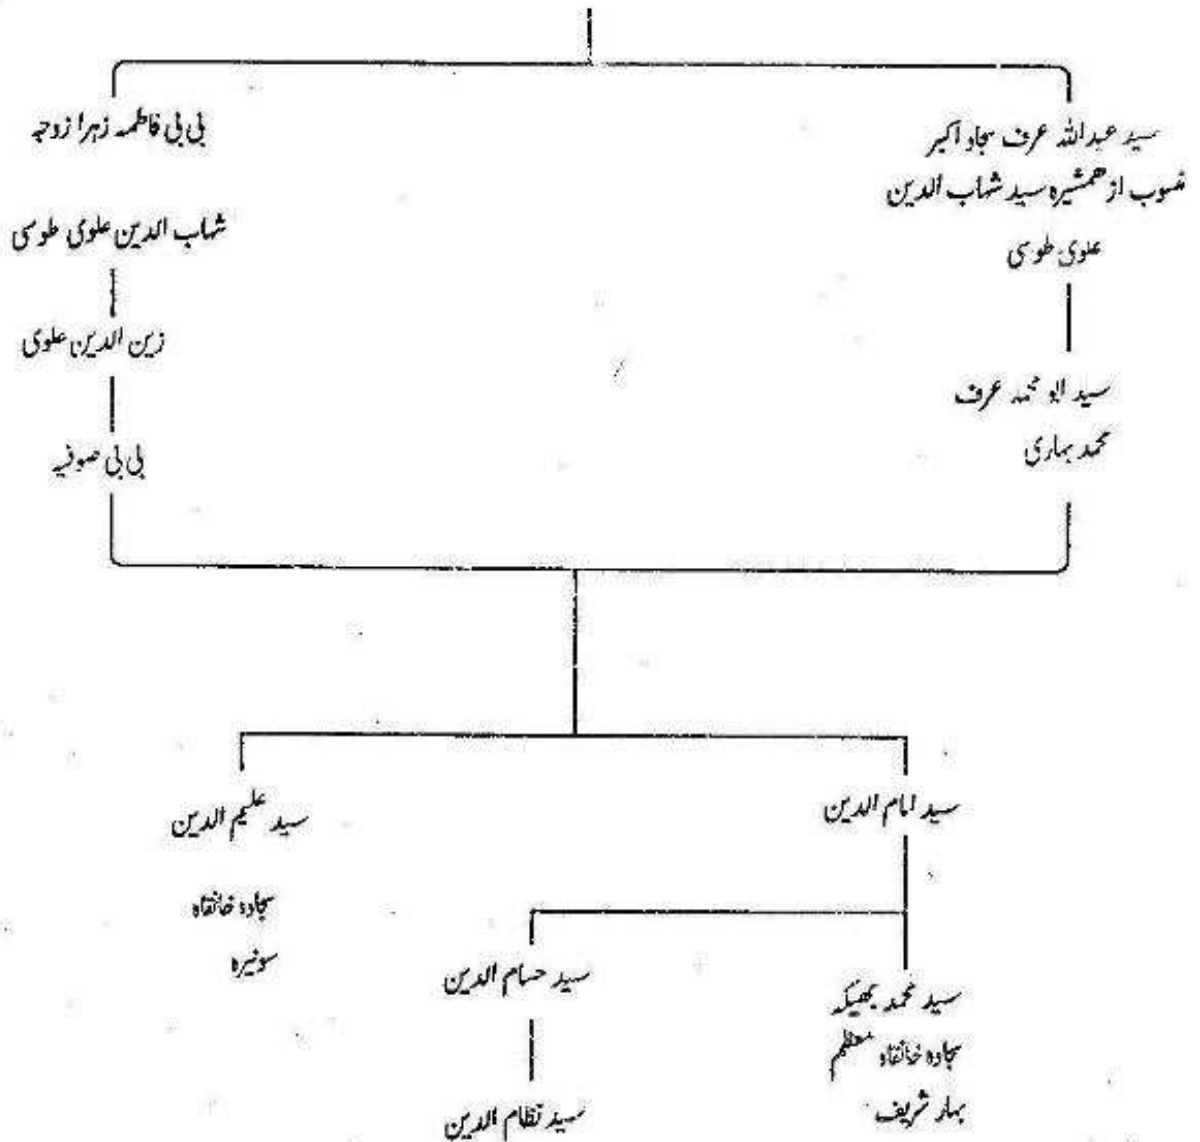 سید عبداللہ عرف سجاد اکبر
منسوب از ھمشیرہ سید شہاب الدین
علوی طوسی
سید ابو محمد عرف
محمد بہاری
بی بی فاطمہ زہرا زوجہ
شہاب الدین علوی طوسی
زین الدین علوی
بی بی صوفیہ
سید امام الدین
سید علیم الدین
سجادہ خانقاہ
سید محمد بھیکہ
سجادہ خانقاہ معظم
بہار شریف
سید حسام الدین
سید نظام الدین